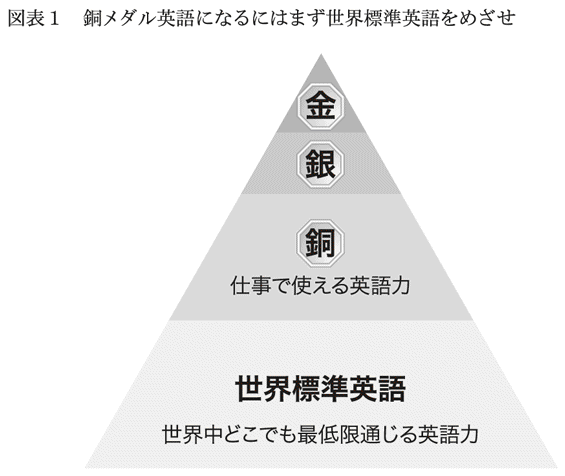 図表1　銅メダル英語になるにはまず世界標準英語をめざせ
金
銀
銅
仕事で使える英語力
世界標準英語
世界中どこでも最低限通じる英語力